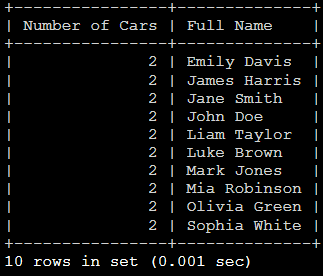 +----------------+---------------+
| Number of Cars | Full Name     |
+----------------+---------------+
|              2 | Emily Davis   |
|              2 | James Harris  |
|              2 | Jane Smith    |
|              2 | John Doe      |
|              2 | Liam Taylor   |
|              2 | Luke Brown    |
|              2 | Mark Jones    |
|              2 | Mia Robinson  |
|              2 | Olivia Green  |
|              2 | Sophia White  |
+----------------+---------------+
10 rows in set (0.001 sec)